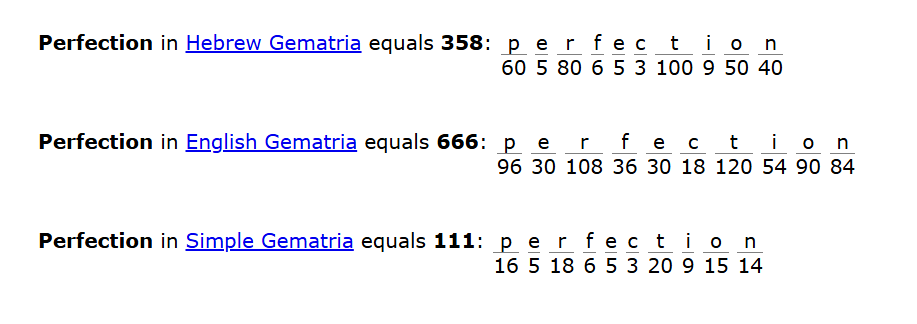 Perfection in Hebrew Gematria equals 358: p e r f e c t i o n
60 5 80 6 5 3 100 9 50 40
Perfection in English Gematria equals 666: p e r f e c t i o n
96 30 108 36 30 18 120 54 90 84
Perfection in Simple Gematria equals 111: p e r f e c t i o n
16 5 18 6 5 3 20 9 15 14